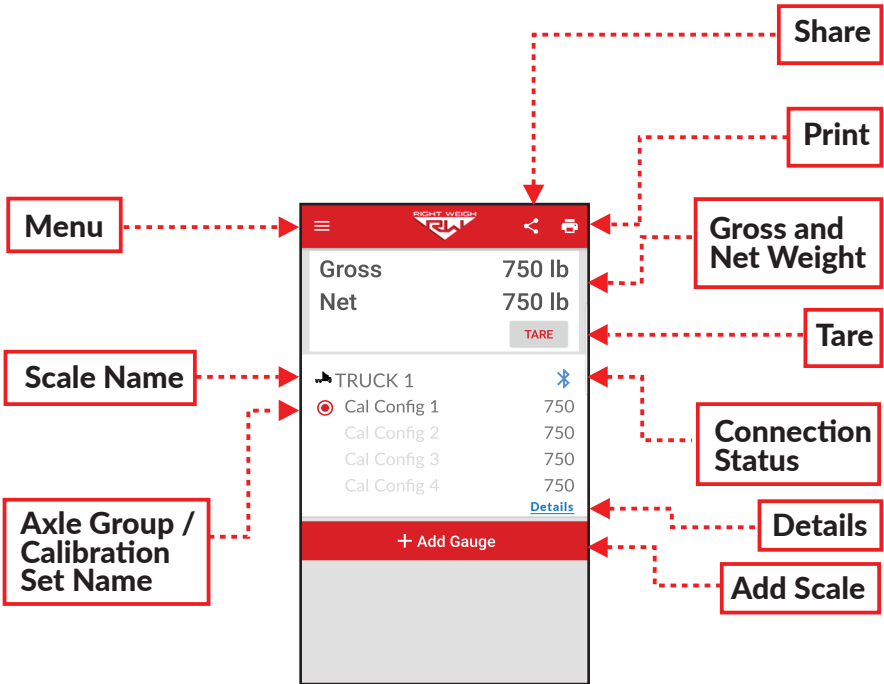 Share
Print
Menu
RIGHT WEIGH
RW
Gross and
Net Weight
Gross 750 lb
Net 750 lb
TARE
Tare
Scale Name
TRUCK 1
Cal Config 1 750
Cal Config 2 750
Cal Config 3 750
Cal Config 4 750
Details
Connection
Status
Axle Group /
Calibration
Set Name
Details
+ Add Gauge
Add Scale